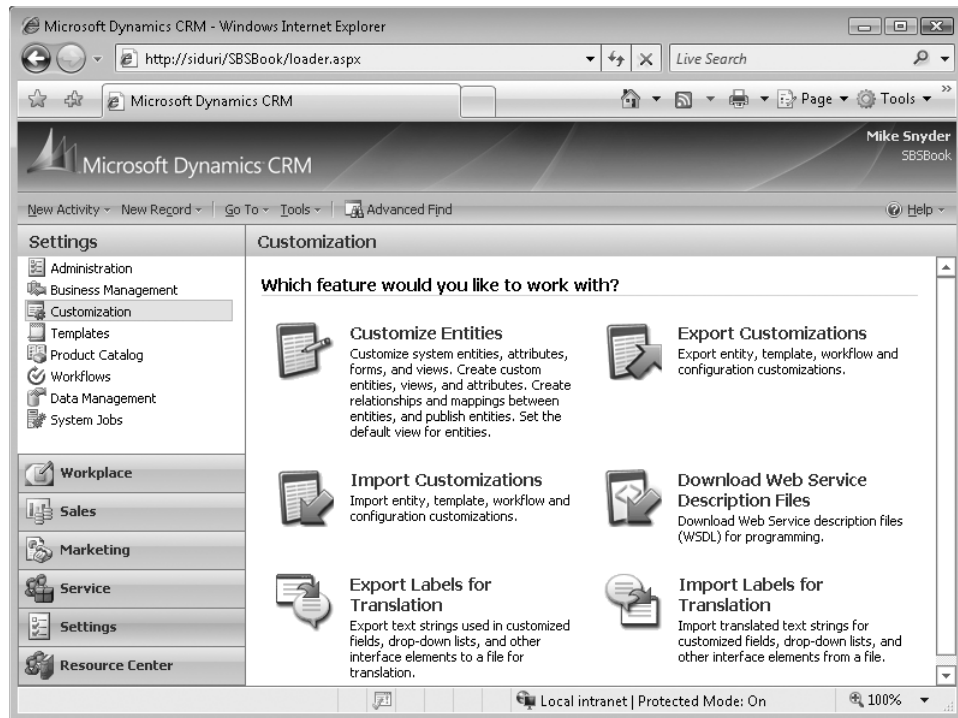 Microsoft Dynamics CRM - Windows Internet Explorer
http://siduri/SBSBook/loader.aspx
Live Search
Microsoft Dynamics CRM
Page
Tools
Mike Snyder
SBSBook
Microsoft Dynamics CRM
New Activity
New Record
Go To
Tools
Advanced Find
Help
Settings
Administration
Business Management
Customization
Templates
Product Catalog
Workflows
Data Management
System Jobs
Workplace
Sales
Marketing
Service
Settings
Resource Center
Customization
Which feature would you like to work with?
Customize Entities
Customize system entities, attributes,
forms, and views. Create custom
entities, views, and attributes. Create
relationships and mappings between
entities, and publish entities. Set the
default view for entities.
Export Customizations
Export entity, template, workflow and
configuration customizations.
Import Customizations
Import entity, template, workflow and
configuration customizations.
Download Web Service
Description Files
Download Web Service description files
(WSDL) for programming.
Export Labels for
Translation
Export text strings used in customized
fields, drop-down lists, and other
interface elements to a file for
translation.
Import Labels for
Translation
Import translated text strings for
customized fields, drop-down lists, and
other interface elements from a file.
Local intranet | Protected Mode: On
100%